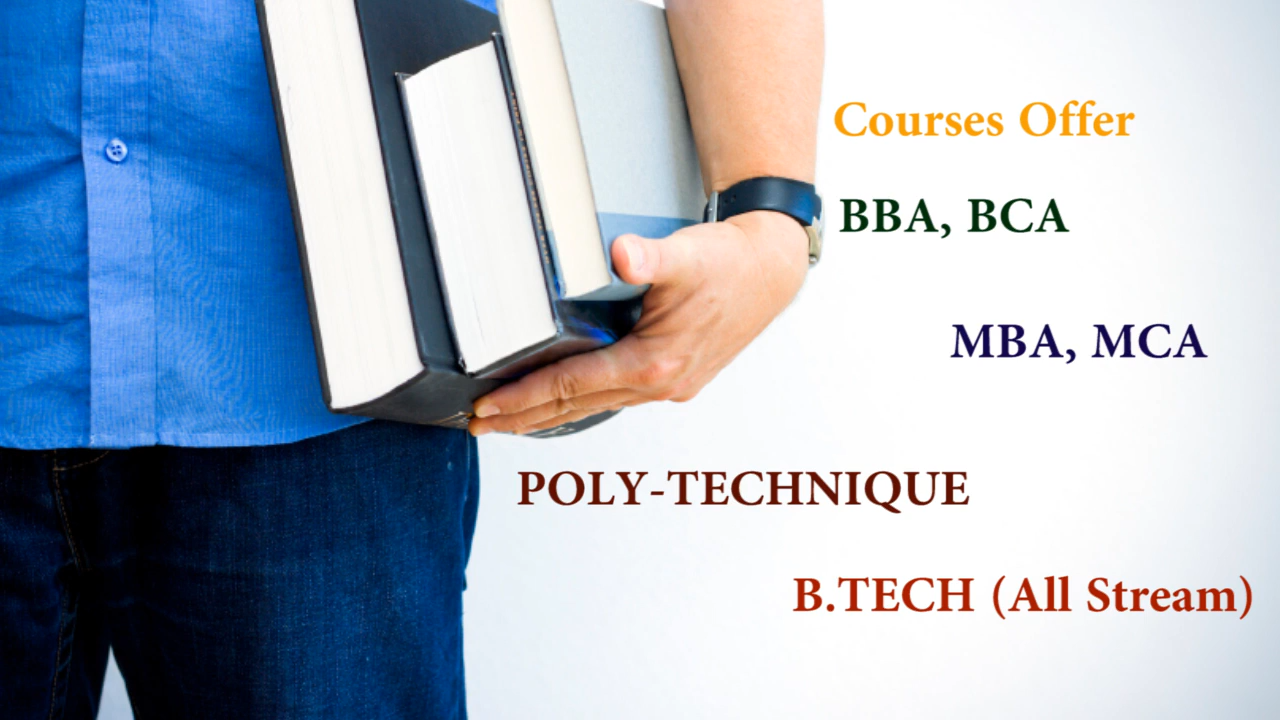 Courses Offer
BBA, BCA
MBA, MCA
POLY-TECHNIQUE
B.TECH (All Stream)